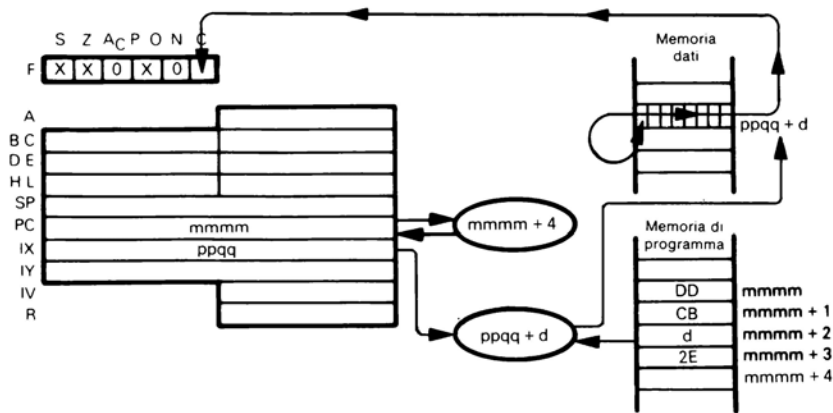 S Z AC P O N C
F X X 0 X 0
Memoria dati
ppqq + d
A
B C
D E
H L
SP
PC mmmm
mmmm + 4
IX ppqq
IY
IV
R
ppqq + d
Memoria di programma
DD mmmm
CB mmmm + 1
d mmmm + 2
2E mmmm + 3
mmmm + 4